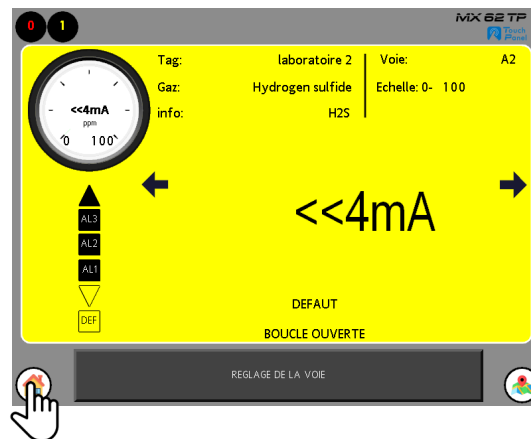 0 1 MX 62 TP
Touch Panel
Tag: laboratoire 2 Voie: A2
Gaz: Hydrogen sulfide Echelle: 0- 100
info: H2S
<<4mA
ppm
0 100
<<4mA
AL3
AL2
AL1
DEF
DEFAUT
BOUCLE OUVERTE
REGLAGE DE LA VOIE